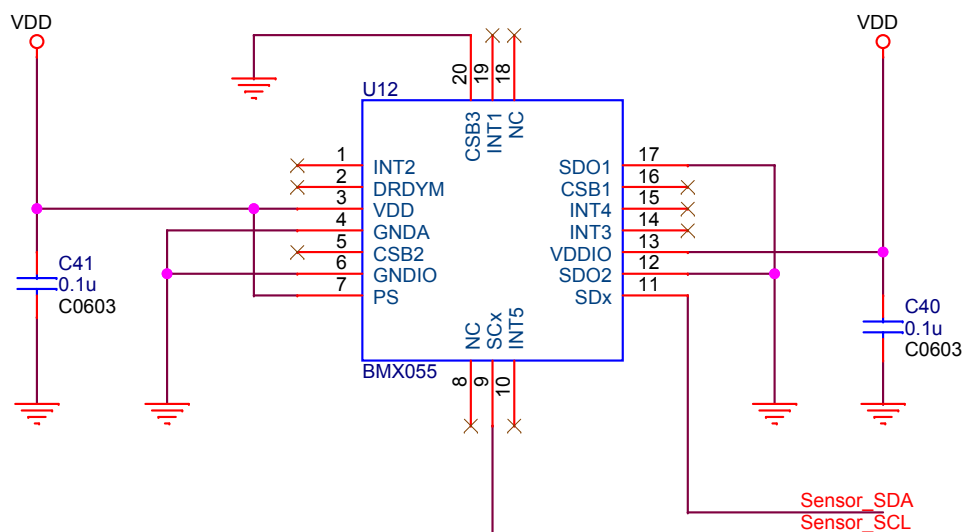 VDD
VDD
20
19
18
U12
CSB3
INT1
NC
1
INT2
2
DRDYM
3
VDD
4
GNDA
5
CSB2
6
GNDIO
7
PS
SDO1
17
CSB1
16
INT4
15
INT3
14
VDDIO
13
SDO2
12
SDx
11
C41
0.1u
C0603
C40
0.1u
C0603
NC
SCx
INT5
BMX055
8
9
10
Sensor_SDA
Sensor_SCL